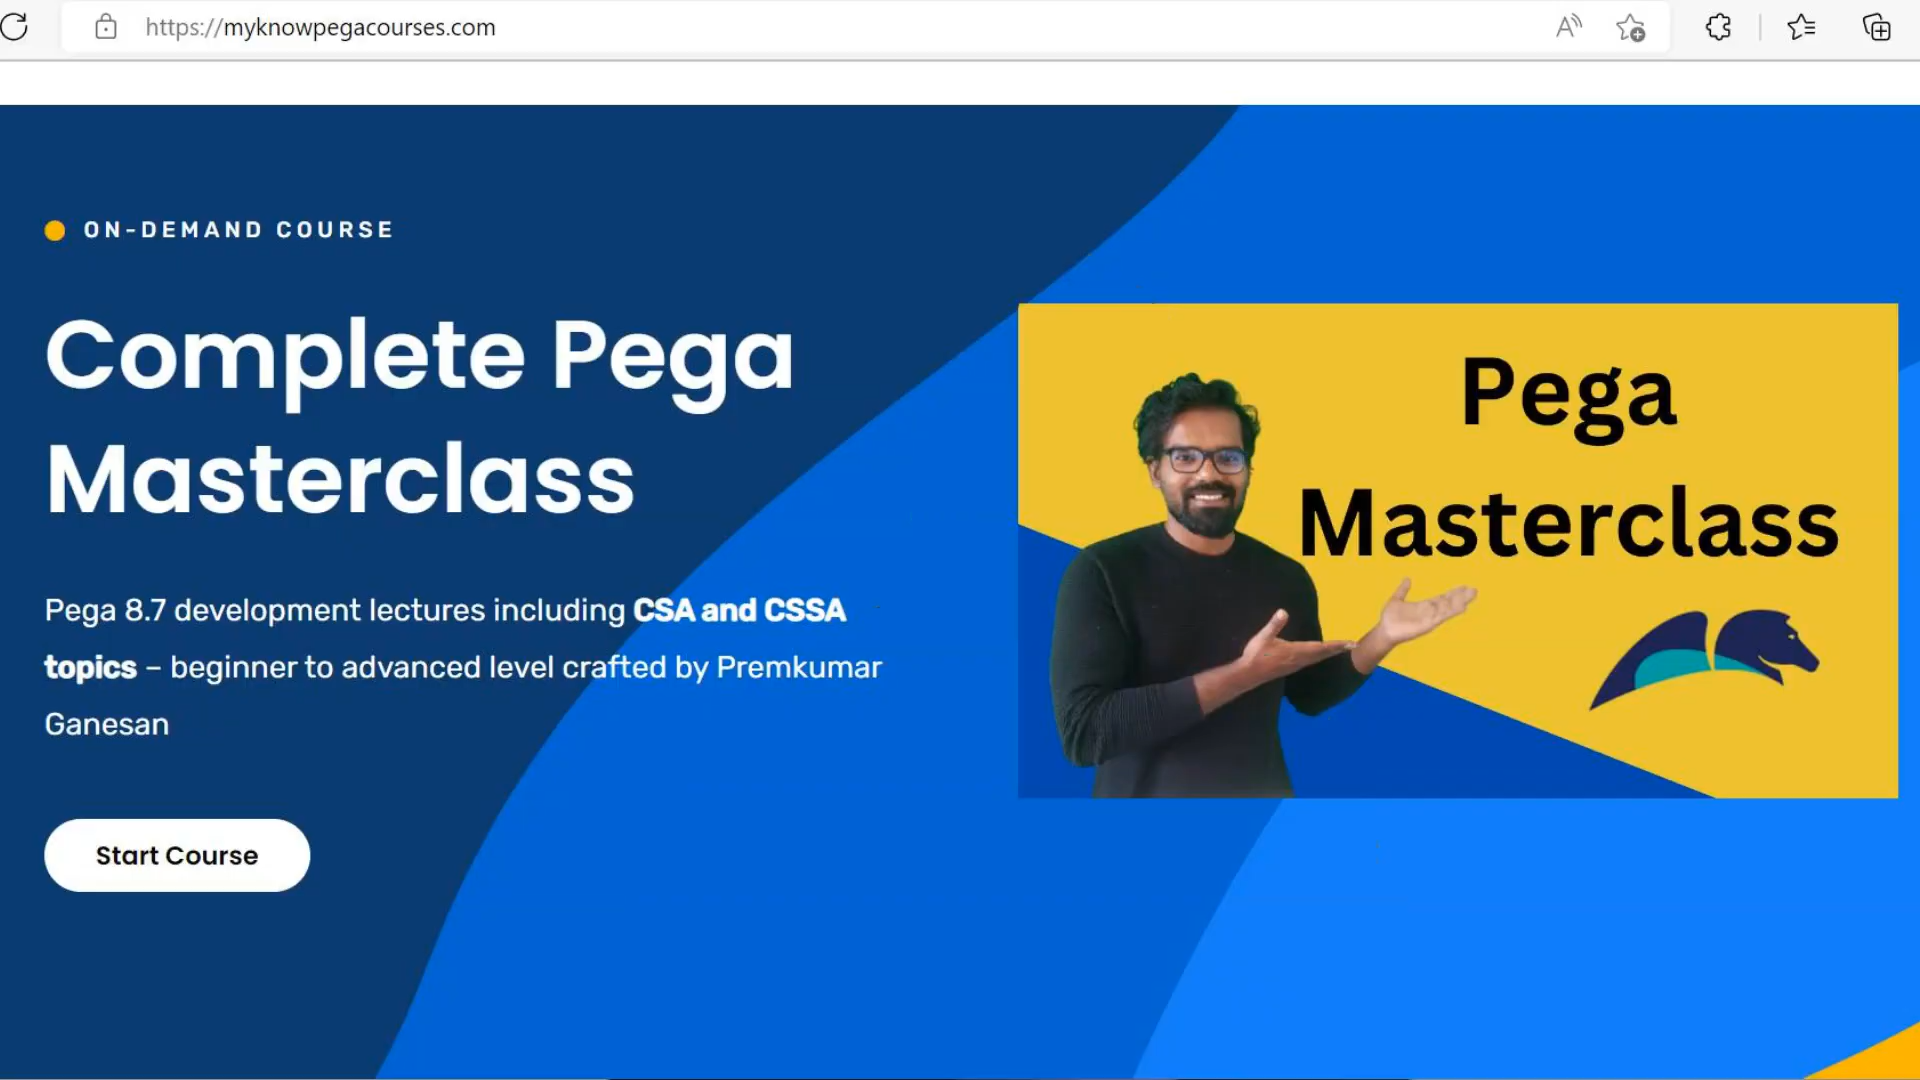 https://myknowpegacourses.com
ON-DEMAND COURSE
Complete Pega
Masterclass
Pega 8.7 development lectures including CSA and CSSA
topics – beginner to advanced level crafted by Premkumar
Ganesan
Start Course
Pega
Masterclass